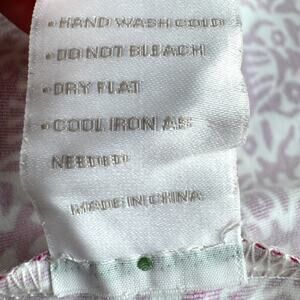 • HAND WASH COLD
• DO NOT BLEACH
• DRY FLAT
• COOL IRON AS
NEEDED
MADE IN CHINA